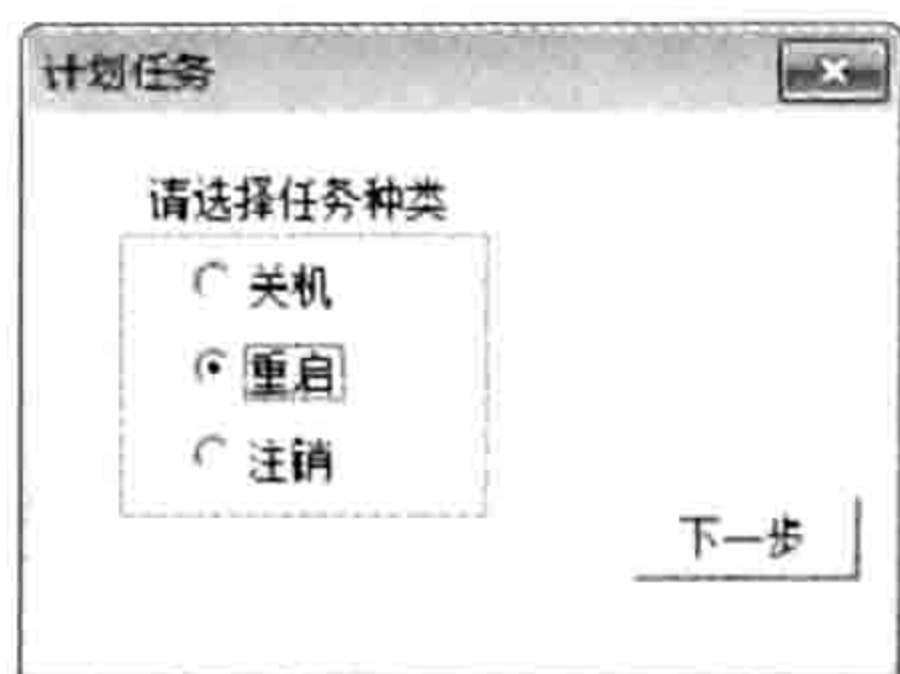 计划任务
请选择任务种类
关机
重启
注销
下一步